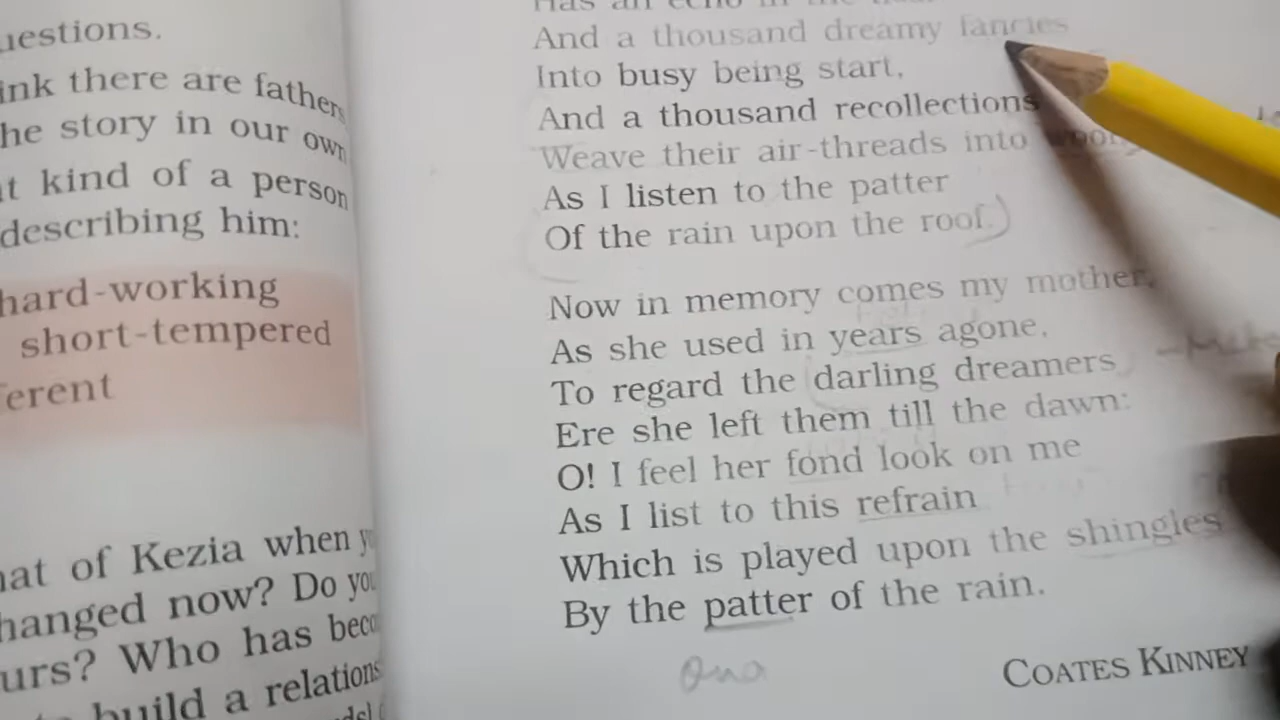 uestions.
ink there are fathers
he story in our own
t kind of a person
describing him:
hard-working
short-tempered
ferent
hat of Kezia when
hanged now? Do you
urs? Who has beco
build a relations
And a thousand dreamy fancies
Into busy being start,
And a thousand recollections
Weave their air-threads into woof,
As I listen to the patter
Of the rain upon the roof.
Now in memory comes my mother,
As she used in years agone,
To regard the darling dreamers
Ere she left them till the dawn:
O! I feel her fond look on me
As I list to this refrain
Which is played upon the shingles
By the patter of the rain.
COATES KINNEY